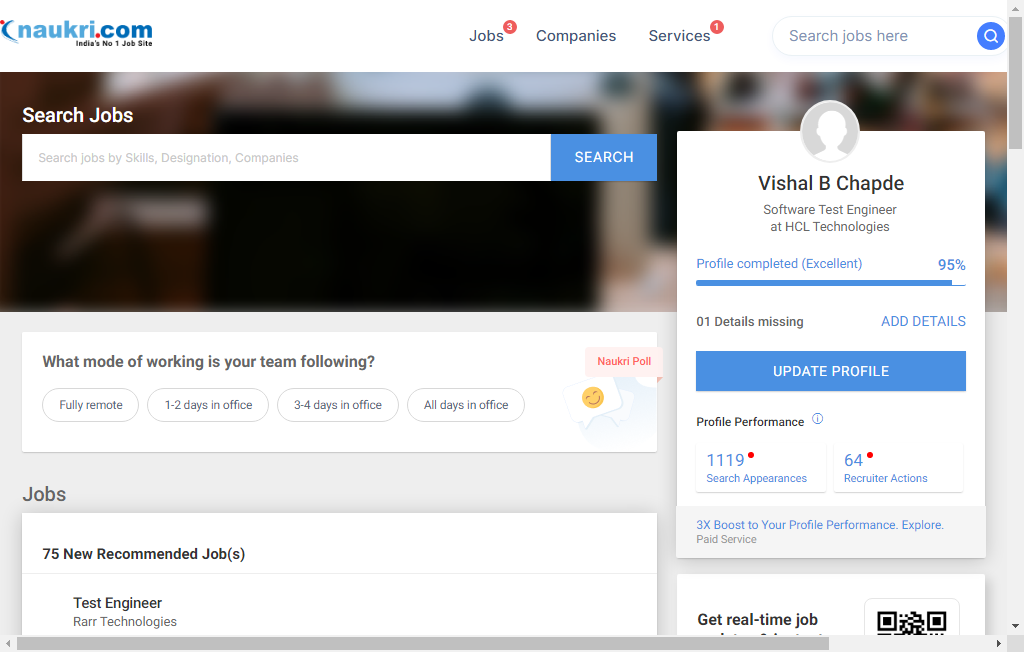 naukri.com
India's No 1 Job Site
Jobs 3
Companies
Services 1
Search jobs here
Search Jobs
Search jobs by Skills, Designation, Companies
SEARCH
Vishal B Chapde
Software Test Engineer
at HCL Technologies
Profile completed (Excellent) 95%
01 Details missing ADD DETAILS
UPDATE PROFILE
Profile Performance
1119
Search Appearances
64
Recruiter Actions
3X Boost to Your Profile Performance. Explore.
Paid Service
What mode of working is your team following?
Naukri Poll
Fully remote
1-2 days in office
3-4 days in office
All days in office
Jobs
75 New Recommended Job(s)
Test Engineer
Rarr Technologies
Get real-time job